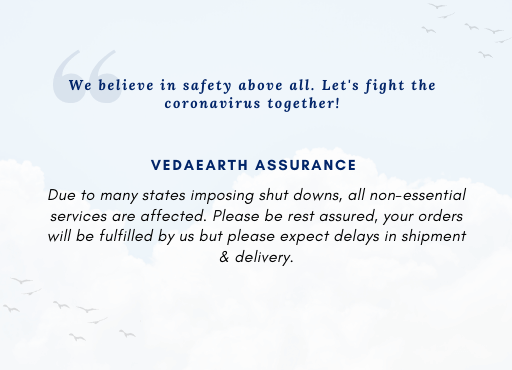 We believe in safety above all. Let's fight the
coronavirus together!
VEDAEARTH ASSURANCE
Due to many states imposing shut downs, all non-essential
services are affected. Please be rest assured, your orders
will be fulfilled by us but please expect delays in shipment
& delivery.